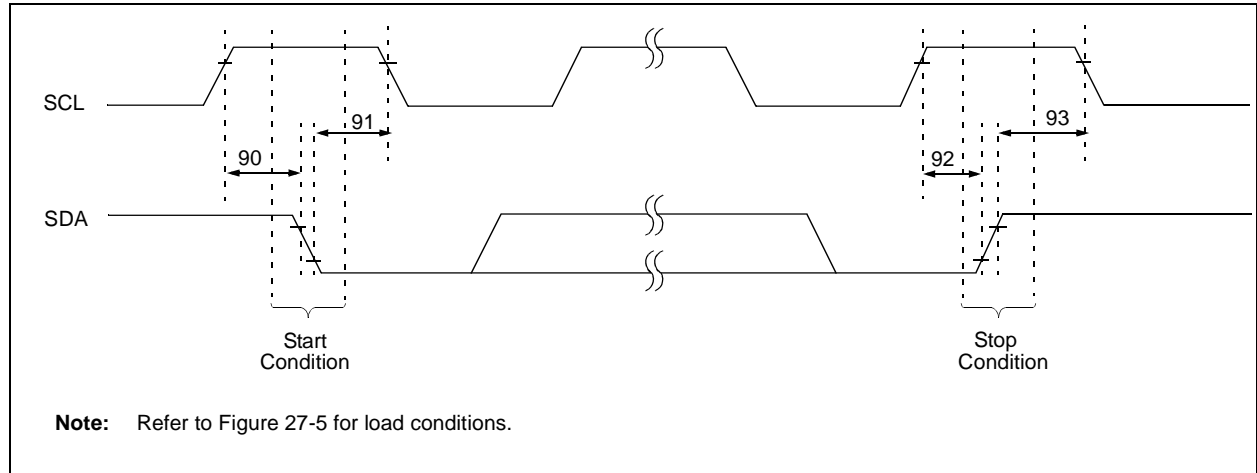 SCL
91
93
90
92
SDA
Start
Condition
Stop
Condition
Note: Refer to Figure 27-5 for load conditions.